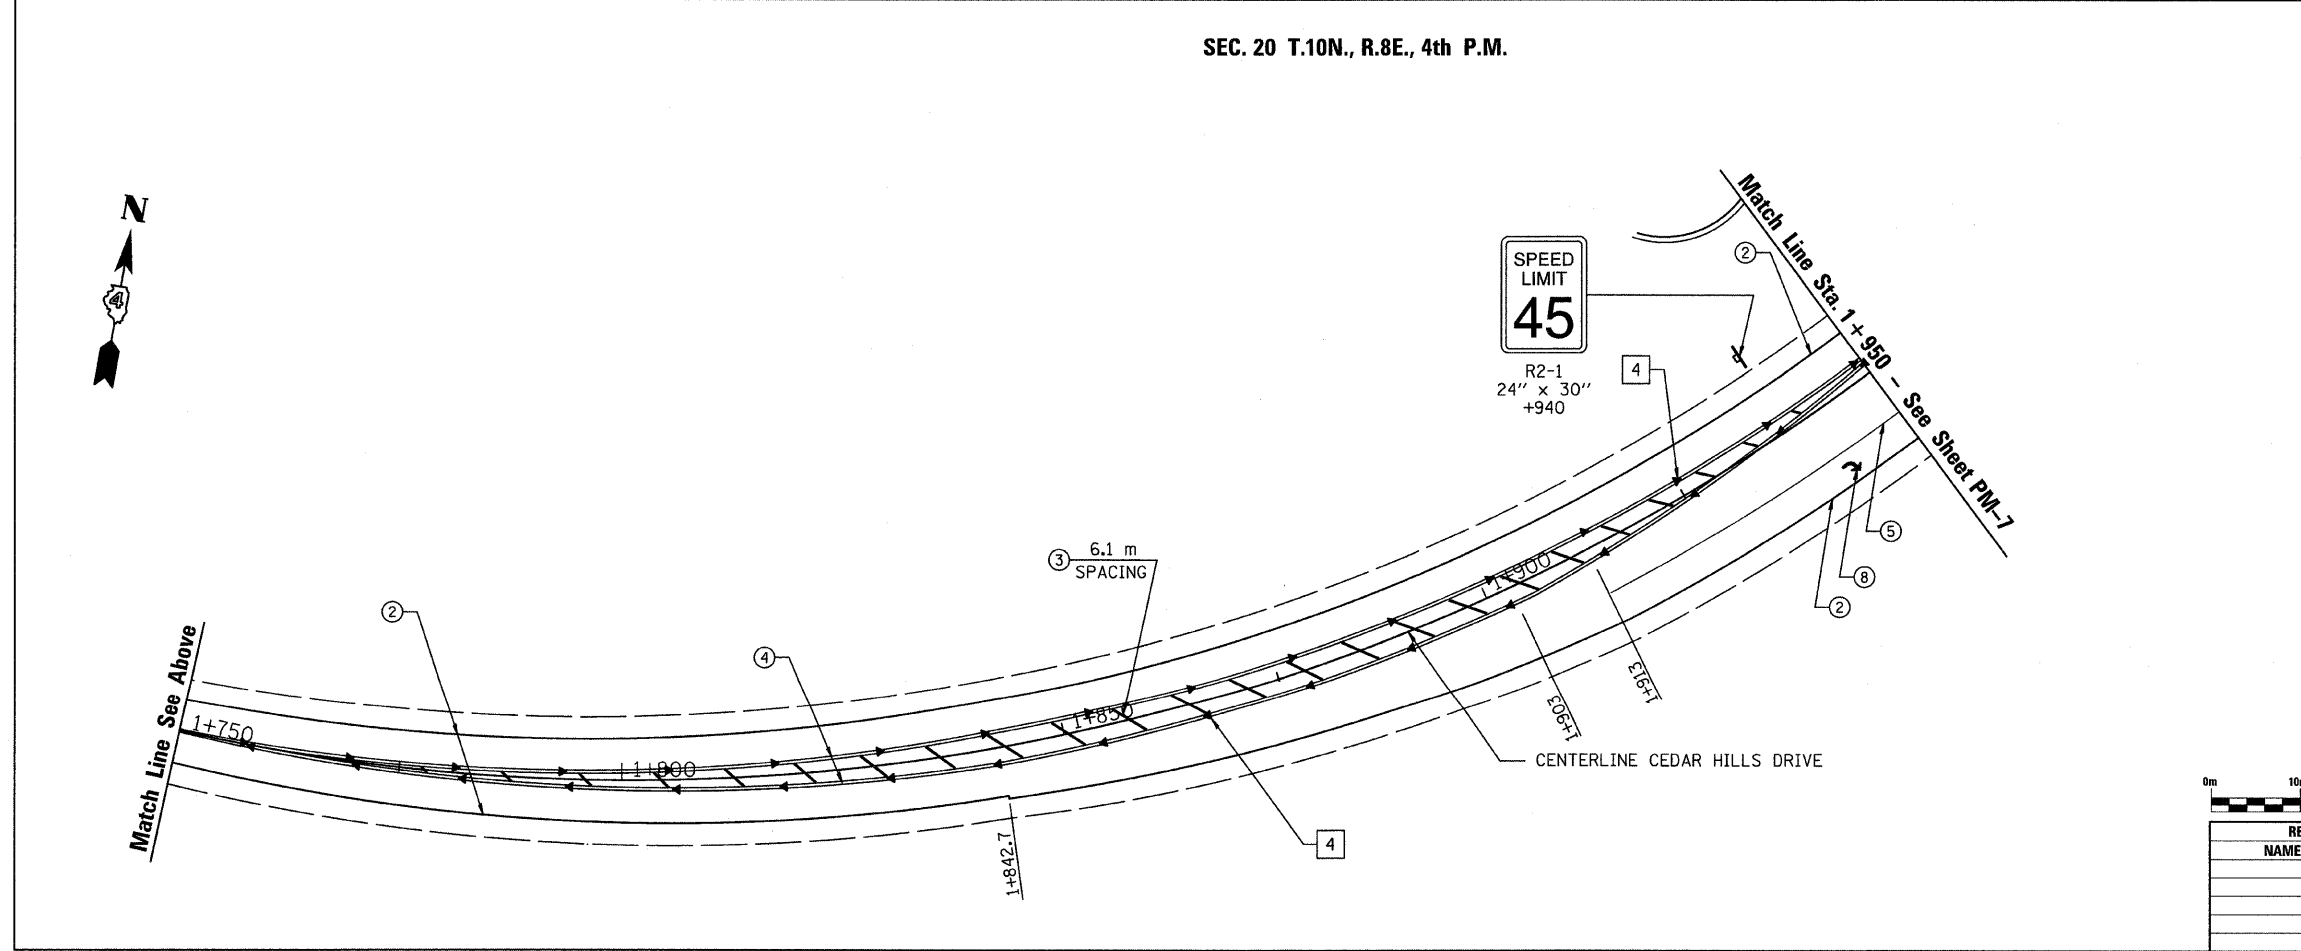 SEC. 20 T.10N., R.8E., 4th P.M.
N
4
Match Line Sta. 1+950 - See Sheet PM-7
2
SPEED
LIMIT
45
R2-1
24" x 30"
+940
4
5
8
2
3
6.1 m
SPACING
1+900
1+913
1+903
2
4
Match Line See Above
1+750
1+800
1+850
CENTERLINE CEDAR HILLS DRIVE
1+842.7
4
0m
NAME